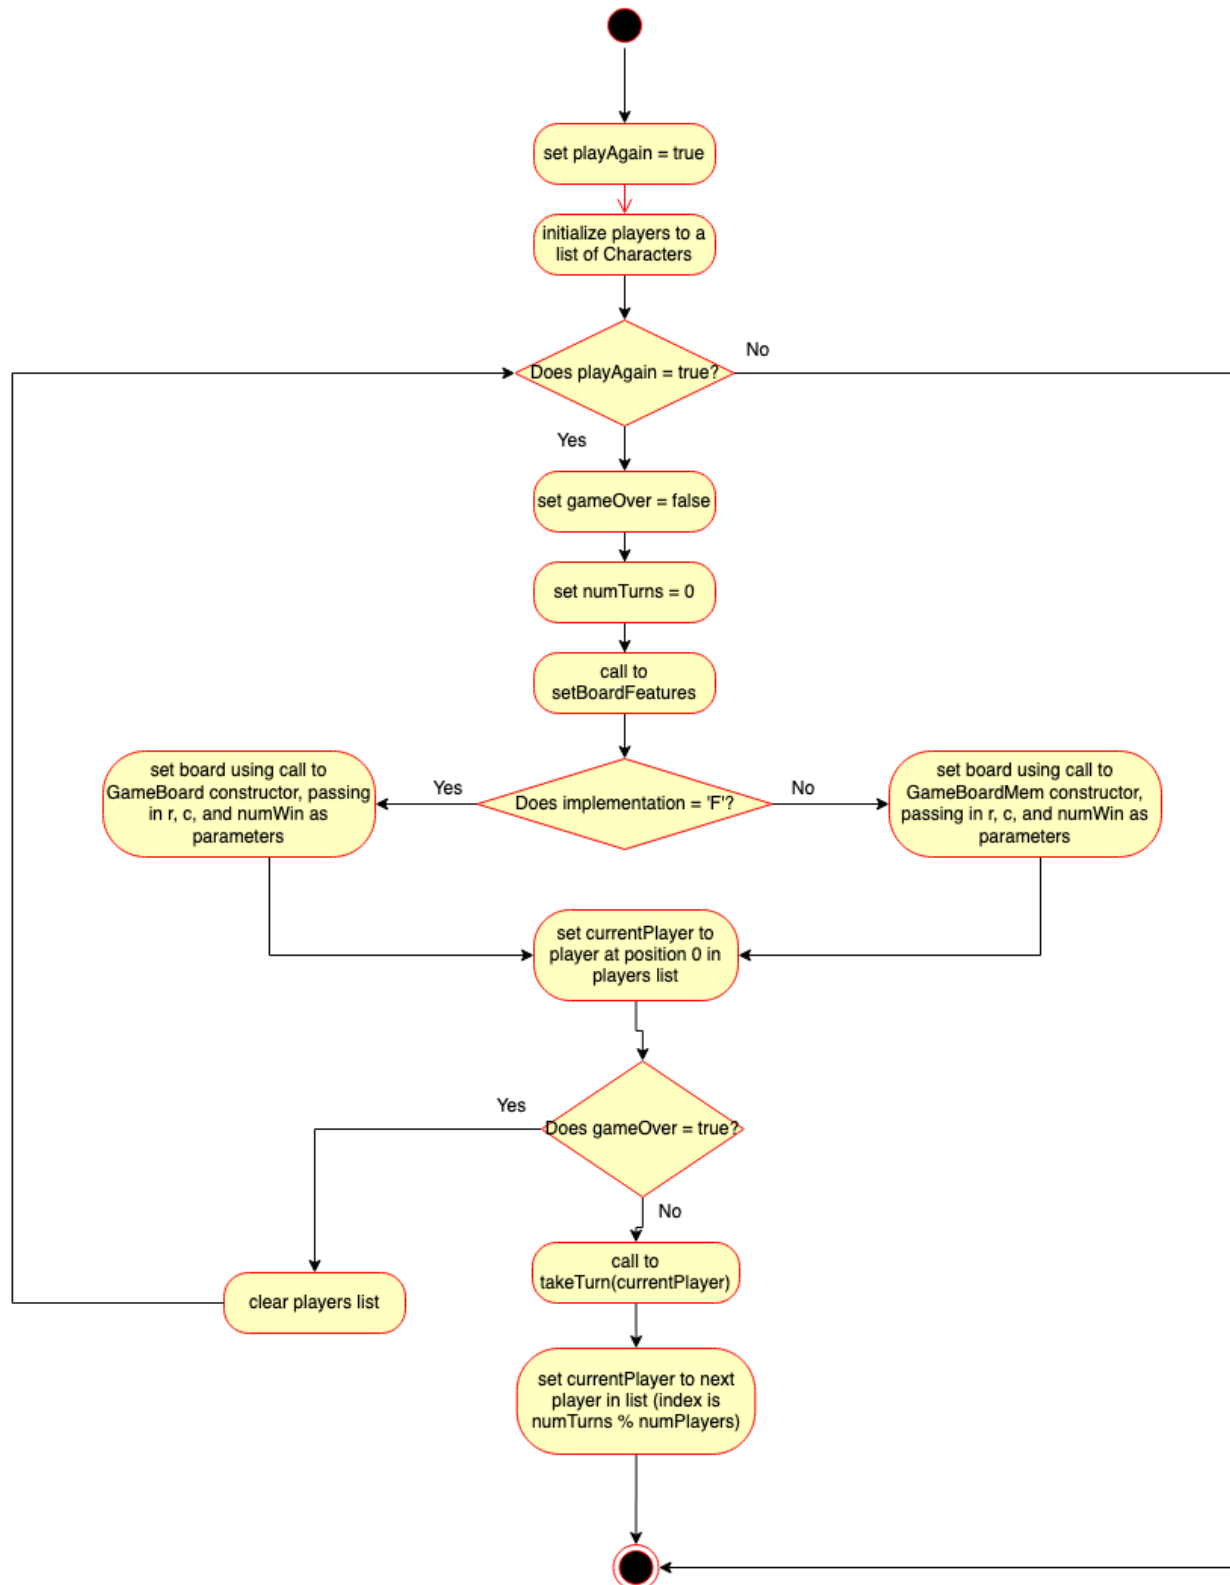 set playAgain = true
initialize players to a
list of Characters
Does playAgain = true?
No
Yes
set gameOver = false
set numTurns = 0
call to
setBoardFeatures
set board using call to
GameBoard constructor, passing
in r, c, and numWin as
parameters
Yes
Does implementation = 'F'?
No
set board using call to
GameBoardMem constructor,
passing in r, c, and numWin as
parameters
set currentPlayer to
player at position 0 in
players list
Yes
Does gameOver = true?
No
call to
takeTurn(currentPlayer)
clear players list
set currentPlayer to next
player in list (index is
numTurns % numPlayers)